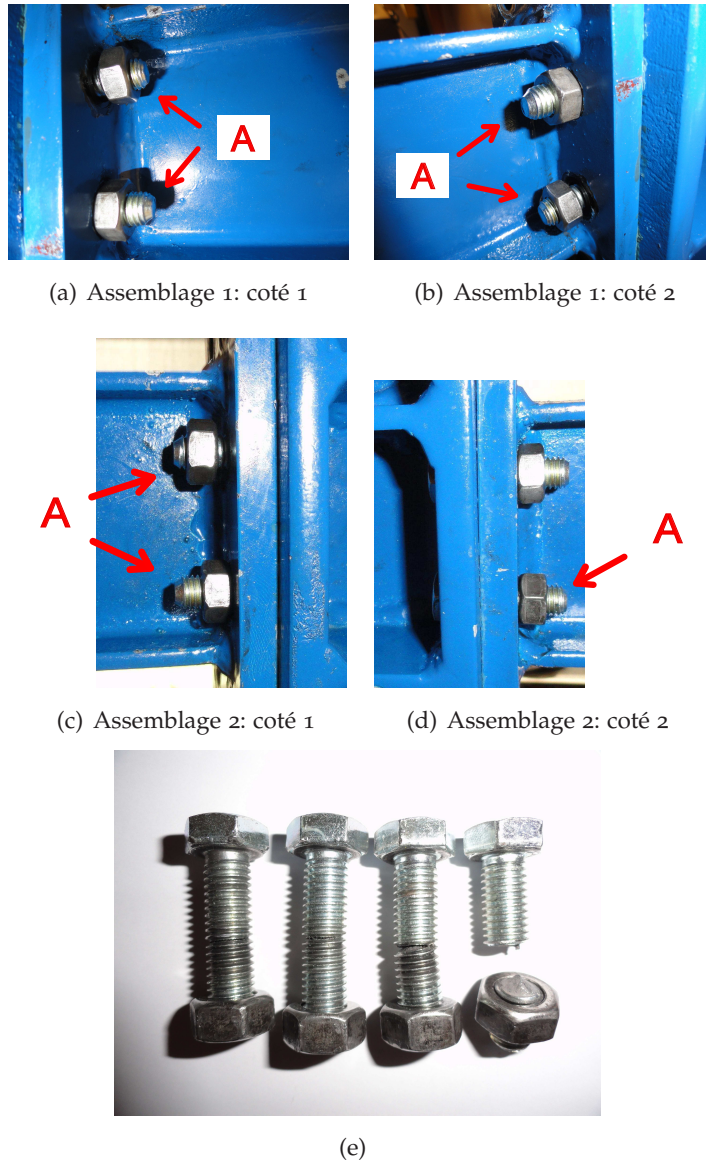 A
A
(a) Assemblage 1: coté 1
(b) Assemblage 1: coté 2
A
A
(c) Assemblage 2: coté 1
(d) Assemblage 2: coté 2
(e)